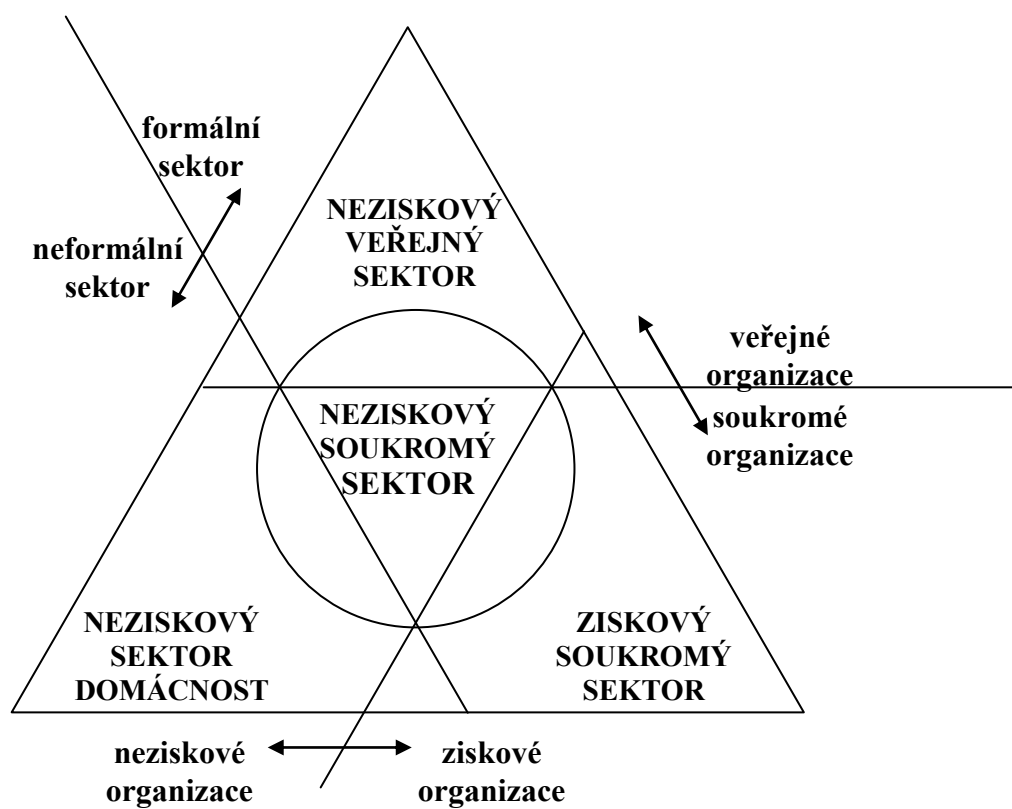 formální
sektor
neformální
sektor
NEZISKOVÝ
VEŘEJNÝ
SEKTOR
veřejné
organizace
soukromé
organizace
NEZISKOVÝ
SOUKROMÝ
SEKTOR
NEZISKOVÝ
SEKTOR
DOMÁCNOST
ZISKOVÝ
SOUKROMÝ
SEKTOR
neziskové
organizace
ziskové
organizace